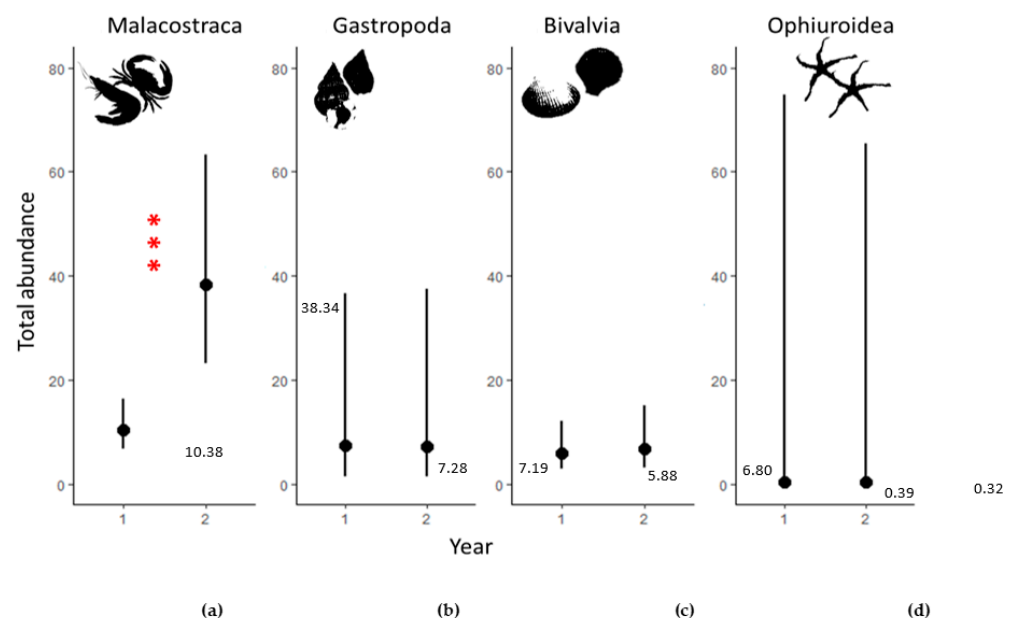 Malacostraca Gastropoda Bivalvia Ophiuroidea
80 80 80 80
60 60 60 60
***
40 40 40 40
38.34
20 20 20 20
10.38
7.28 7.19 5.88 6.80
0 0 0 0
0.39 0.32
1 2 1 2 1 2 1 2
Total abundance
Year
(a) (b) (c) (d)